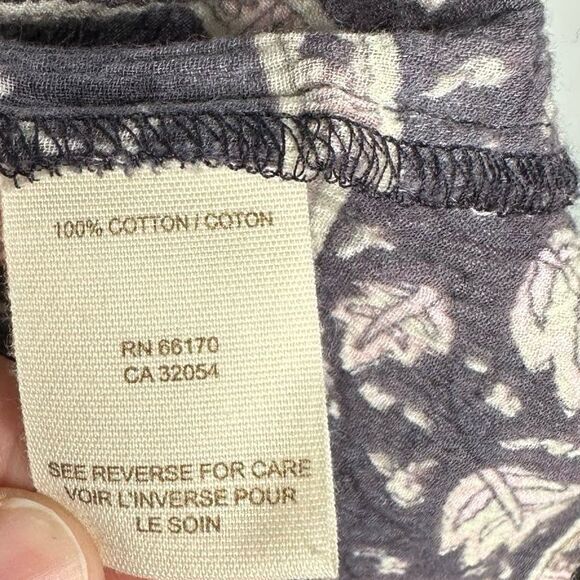 100% COTTON / COTON
RN 66170
CA 32054
SEE REVERSE FOR CARE
VOIR L'INVERSE POUR
LE SOIN